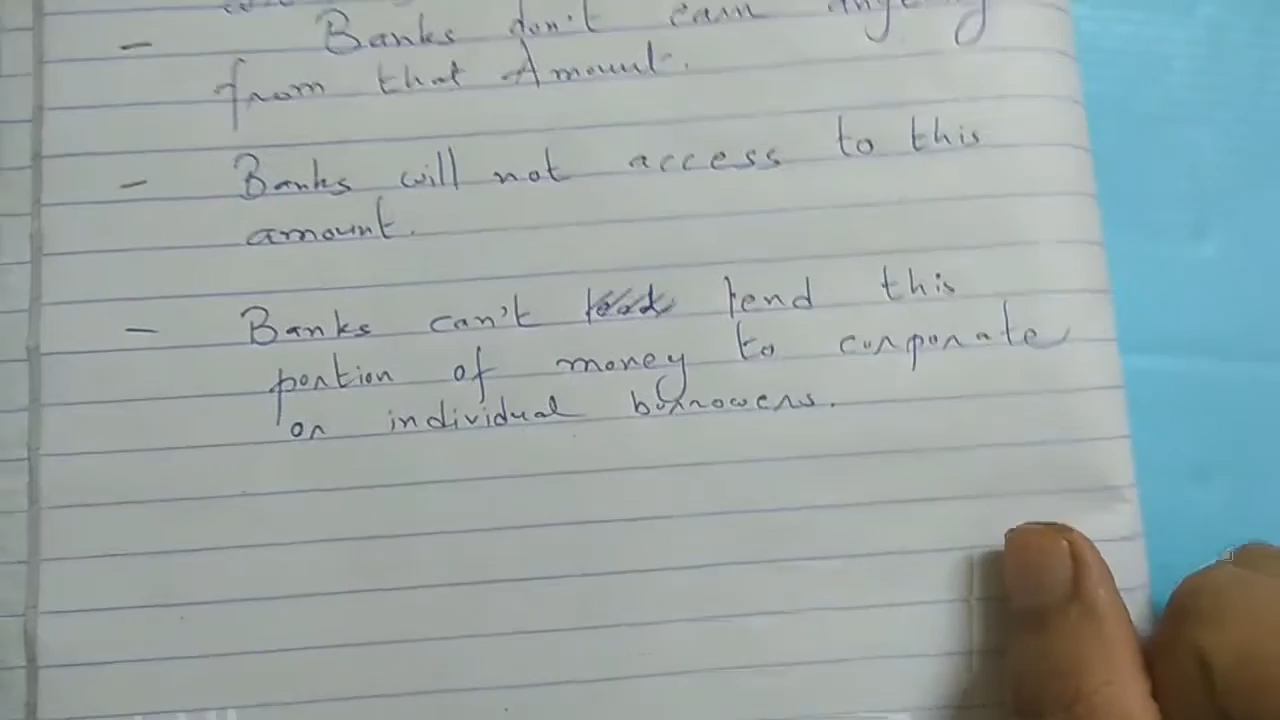 - Banks don't earn
from that Amount.
- Banks will not access to this
amount.
- Banks can't lend this
portion of money to corporate
or individual borrowers.